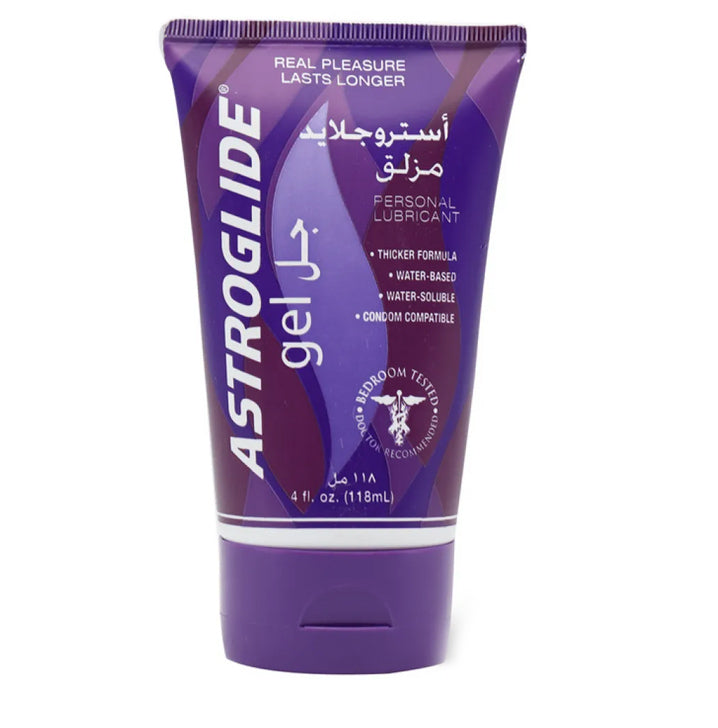 REAL PLEASURE
LASTS LONGER
ASTROGLIDE®
gel جل
أستروجلايد
مزلق
PERSONAL
LUBRICANT
• THICKER FORMULA
• WATER-BASED
• WATER-SOLUBLE
• CONDOM COMPATIBLE
• BEDROOM TESTED •
DOCTOR RECOMMENDED
١١٨ مل
4 fl. oz. (118mL)